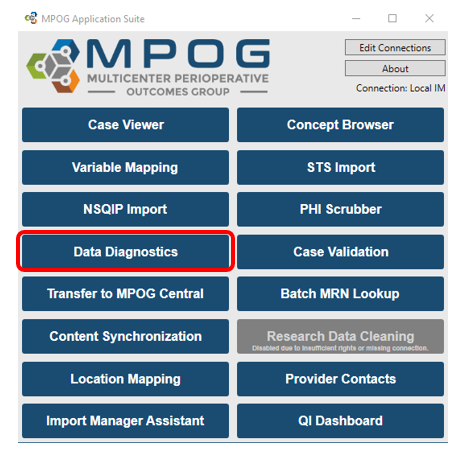 MPOG Application Suite
MPOG
MULTICENTER PERIOPERATIVE
OUTCOMES GROUP
Edit Connections
About
Connection: Local IM
Case Viewer
Concept Browser
Variable Mapping
STS Import
NSQIP Import
PHI Scrubber
Data Diagnostics
Case Validation
Transfer to MPOG Central
Batch MRN Lookup
Content Synchronization
Research Data Cleaning
Disabled due to insufficient rights or missing connection.
Location Mapping
Provider Contacts
Import Manager Assistant
QI Dashboard